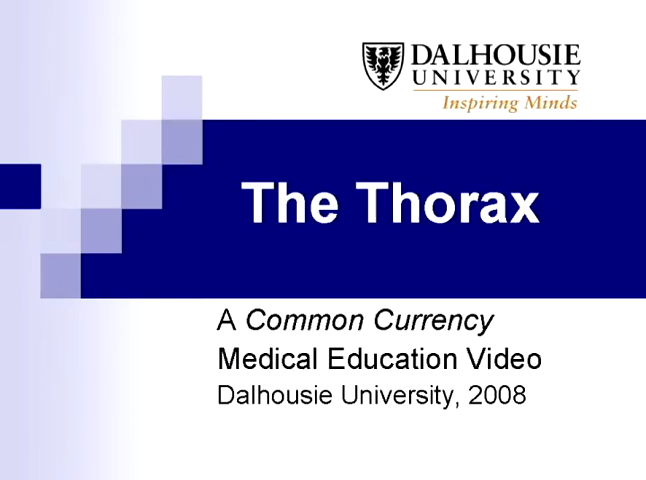 DALHOUSIE
UNIVERSITY
Inspiring Minds
The Thorax
A Common Currency
Medical Education Video
Dalhousie University, 2008